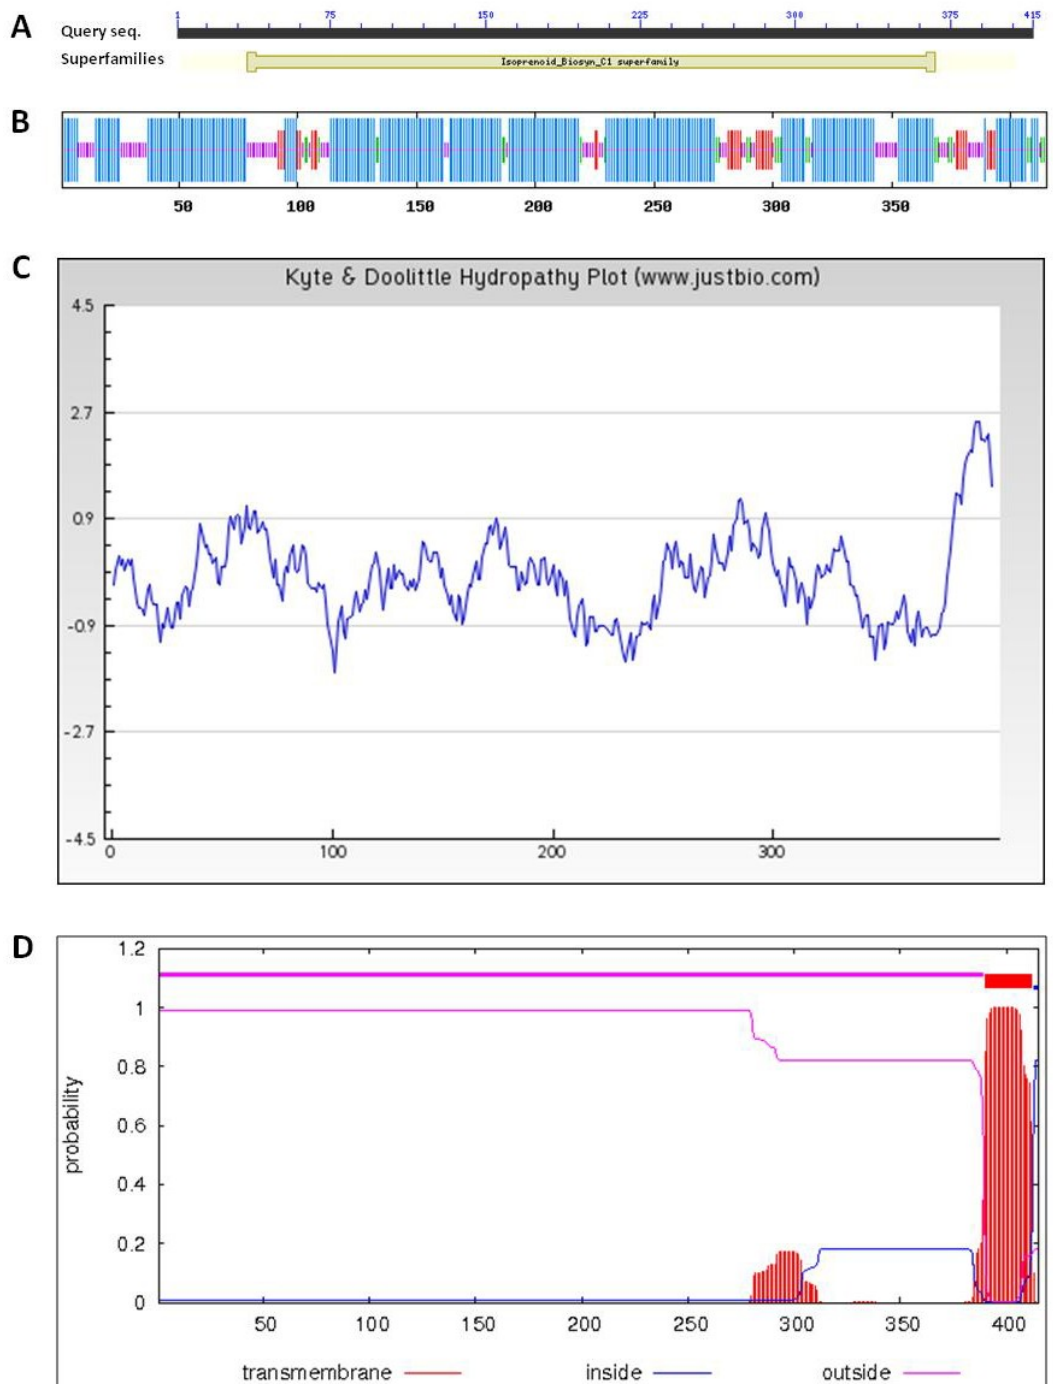 A
1 75 150 225 300 375 415
Query seq.
Superfamilies
Isoprenoid_Biosyn_C1 superfamily
B
50 100 150 200 250 300 350
C
Kyte & Doolittle Hydropathy Plot (www.justbio.com)
4.5
2.7
0.9
-0.9
-2.7
-4.5
0 100 200 300
D
1.2
1
0.8
0.6
0.4
0.2
0
probability
50 100 150 200 250 300 350 400
transmembrane inside outside